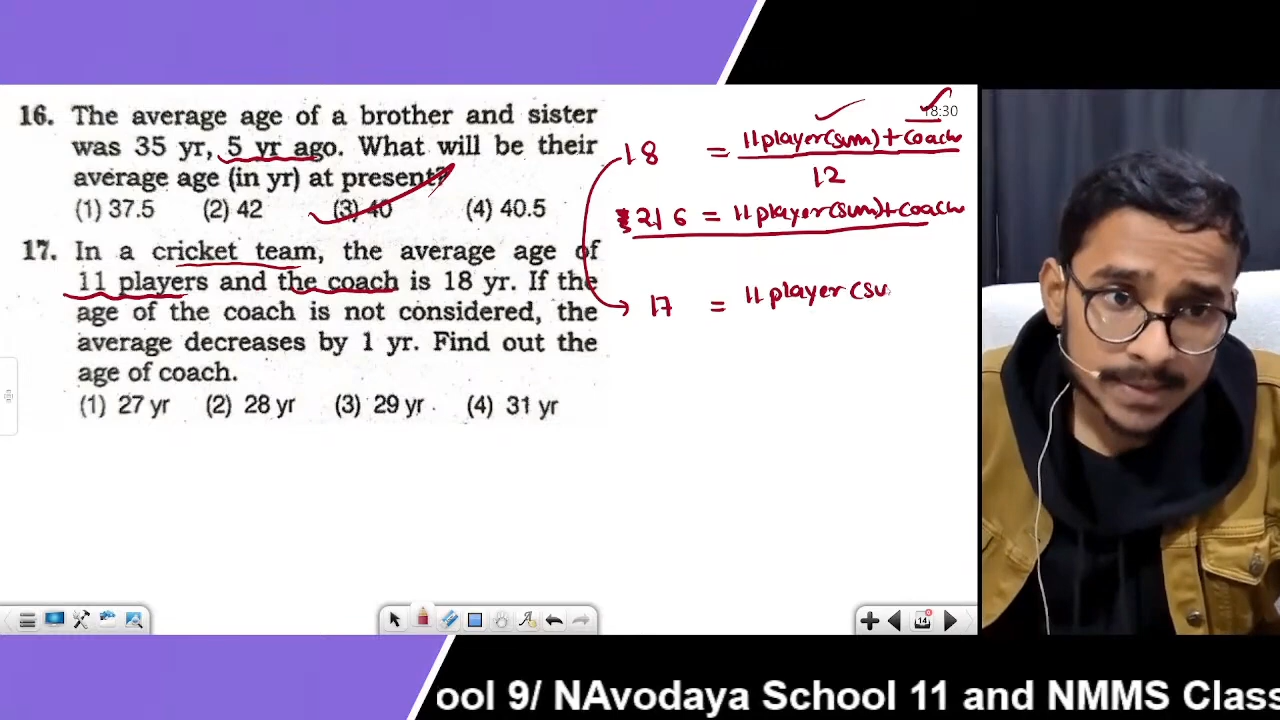 16. The average age of a brother and sister
was 35 yr, 5 yr ago. What will be their
average age (in yr) at present?
(1) 37.5 (2) 42 (3) 40 (4) 40.5
17. In a cricket team, the average age of
11 players and the coach is 18 yr. If the
age of the coach is not considered, the
average decreases by 1 yr. Find out the
age of coach.
(1) 27 yr (2) 28 yr (3) 29 yr (4) 31 yr
18:30
18 = 11 player(sum) + coach
12
216 = 11 player(sum) + coach
17 = 11 player (su
14
ool 9/ NAvodaya School 11 and NMMS Class